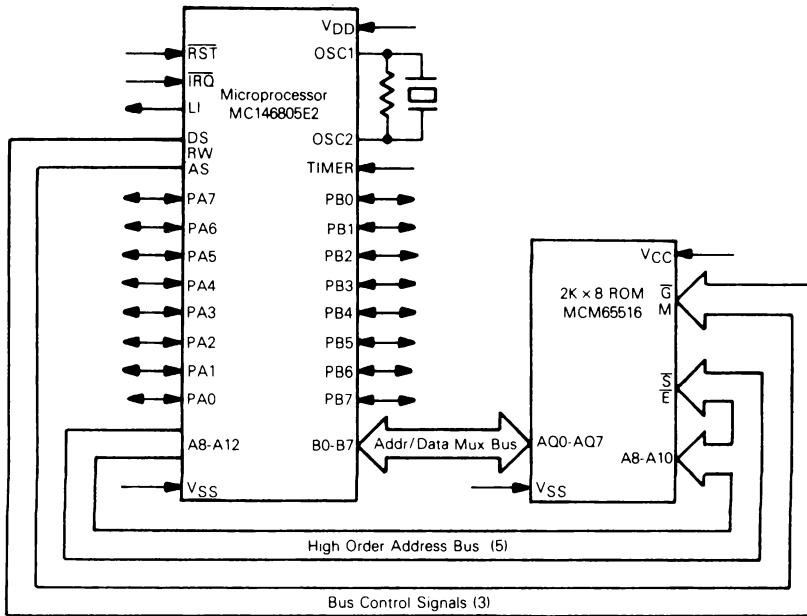 VDD
RST
OSC1
IRQ
LI
Microprocessor
MC146805E2
DS
RW
AS
OSC2
TIMER
PA7
PB0
PA6
PB1
PA5
PB2
PA4
PB3
PA3
PB4
PA2
PB5
PA1
PB6
PA0
PB7
A8-A12
B0-B7
VSS
Addr/Data Mux Bus
VCC
2K × 8 ROM
MCM65516
G
M
S
E
AQ0-AQ7
A8-A10
VSS
High Order Address Bus (5)
Bus Control Signals (3)